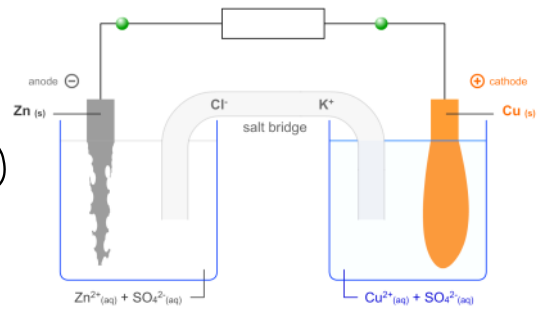 anode ⊖
⊕ cathode
Zn (s)
Cl⁻
K⁺
Cu (s)
salt bridge
Zn²⁺(aq) + SO₄²⁻(aq)
Cu²⁺(aq) + SO₄²⁻(aq)